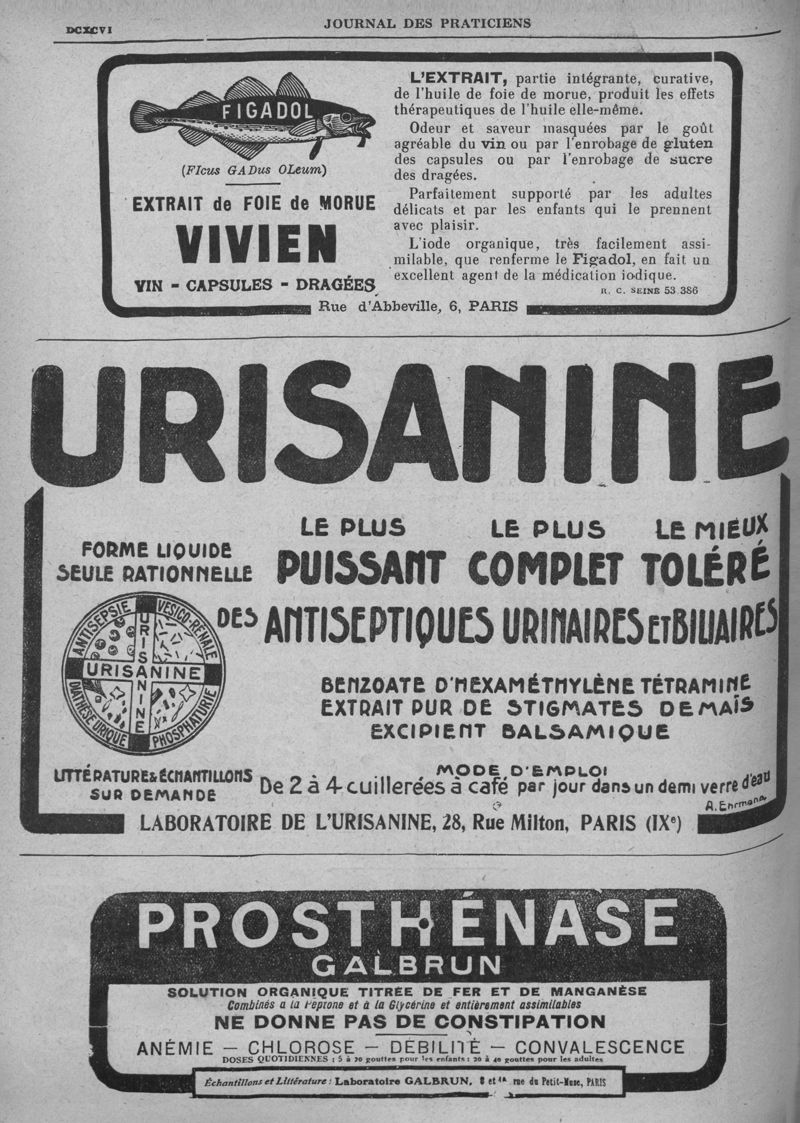 DCXCVI
JOURNAL DES PRATICIENS
FIGADOL
(FIcus GADus OLeum)
EXTRAIT de FOIE de MORUE
VIVIEN
VIN - CAPSULES - DRAGÉES
L'EXTRAIT, partie intégrante, curative,
de l'huile de foie de morue, produit les effets
thérapeutiques de l'huile elle-même.
Odeur et saveur masquées par le goût
agréable du vin ou par l'enrobage de gluten
des capsules ou par l'enrobage de sucre
des dragées.
Parfaitement supporté par les adultes
délicats et par les enfants qui le prennent
avec plaisir.
L'iode organique, très facilement assi-
milable, que renferme le Figadol, en fait un
excellent agent de la médication iodique.
R. C. SEINE 53.386
Rue d'Abbeville, 6, PARIS
URISANINE
FORME LIQUIDE
SEULE RATIONNELLE
LE PLUS LE PLUS LE MIEUX
PUISSANT COMPLET TOLÉRÉ
DES ANTISEPTIQUES URINAIRES ET BILIAIRES
ANTISEPSIE VESICO-RENALE
URISANINE
URISANINE
DIATHÈSE URIQUE PHOSPHATURIE
BENZOATE D'HEXAMÉTHYLÈNE TÉTRAMINE
EXTRAIT PUR DE STIGMATES DE MAÏS
EXCIPIENT BALSAMIQUE
LITTÉRATURE & ÉCHANTILLONS
SUR DEMANDE
MODE D'EMPLOI
De 2 à 4 cuillerées à café par jour dans un demi verre d'eau
A. Ehrmann
LABORATOIRE DE L'URISANINE, 28, Rue Milton, PARIS (IXe)
PROSTHÉNASE
GALBRUN
SOLUTION ORGANIQUE TITRÉE DE FER ET DE MANGANÈSE
Combinés à la Peptone et à la Glycérine et entièrement assimilables
NE DONNE PAS DE CONSTIPATION
ANÉMIE — CHLOROSE — DÉBILITÉ — CONVALESCENCE
DOSES QUOTIDIENNES : 5 à 20 gouttes pour les enfants : 20 à 40 gouttes pour les adultes
Échantillons et Littérature : Laboratoire GALBRUN, 8 et rue du Petit-Musc, PARIS